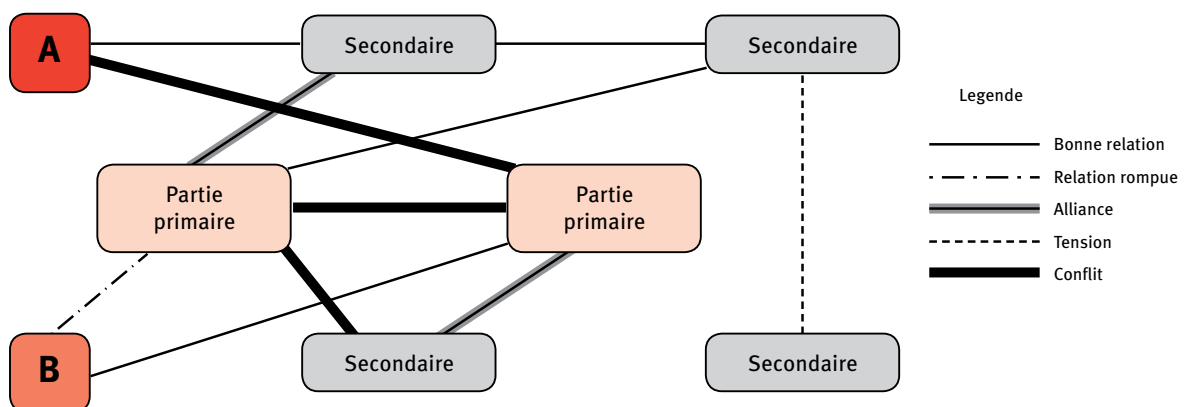 A
Secondaire
Secondaire
Legende
Bonne relation
Relation rompue
Alliance
Tension
Conflit
Partie
primaire
Partie
primaire
B
Secondaire
Secondaire